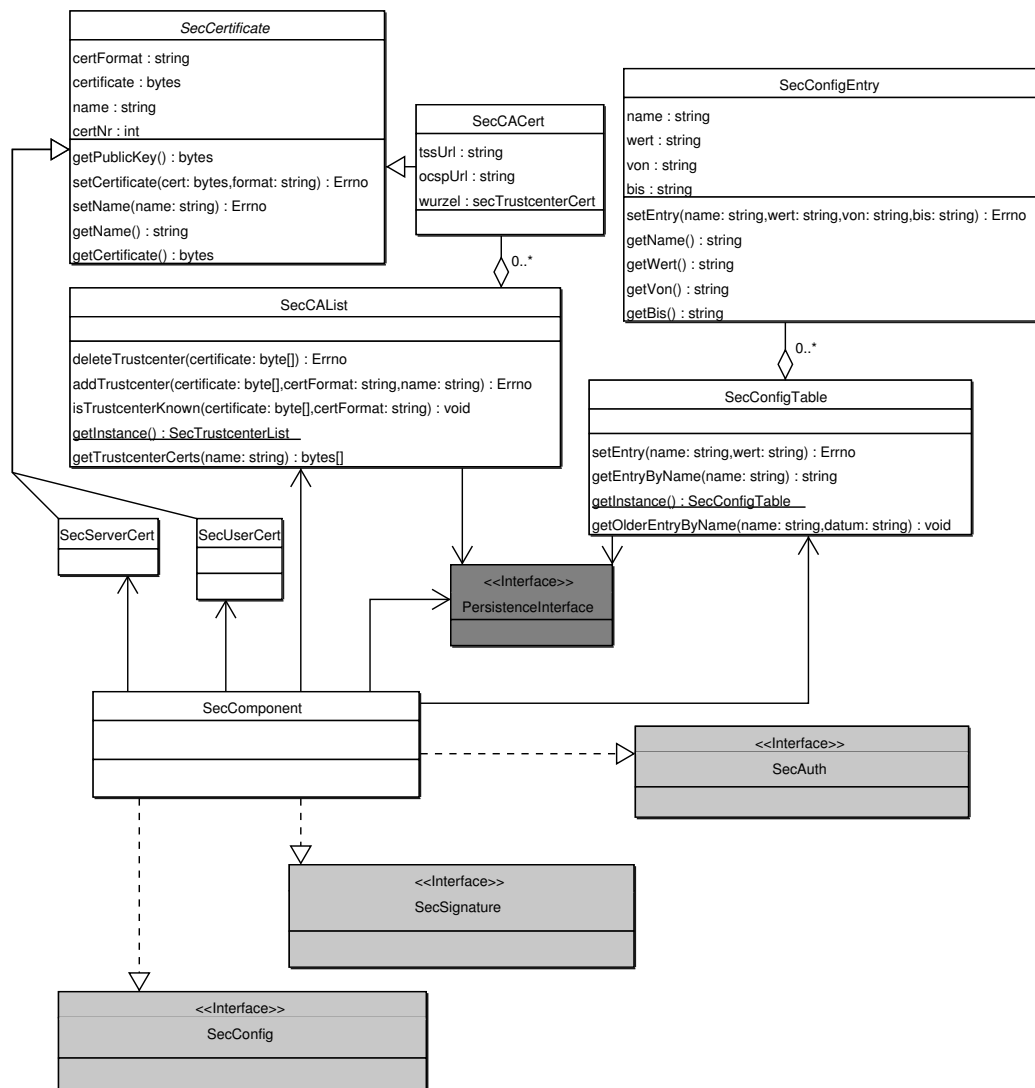 SecCertificate
certFormat : string
certificate : bytes
name : string
certNr : int
getPublicKey() : bytes
setCertificate(cert: bytes,format: string) : Errno
setName(name: string) : Errno
getName() : string
getCertificate() : bytes
SecCACert
tssUrl : string
ocspUrl : string
wurzel : secTrustcenterCert
0..*
SecConfigEntry
name : string
wert : string
von : string
bis : string
setEntry(name: string,wert: string,von: string,bis: string) : Errno
getName() : string
getWert() : string
getVon() : string
getBis() : string
0..*
SecCAList
deleteTrustcenter(certificate: byte[]) : Errno
addTrustcenter(certificate: byte[],certFormat: string,name: string) : Errno
isTrustcenterKnown(certificate: byte[],certFormat: string) : void
getInstance() : SecTrustcenterList
getTrustcenterCerts(name: string) : bytes[]
SecConfigTable
setEntry(name: string,wert: string) : Errno
getEntryByName(name: string) : string
getInstance() : SecConfigTable
getOlderEntryByName(name: string,datum: string) : void
SecServerCert
SecUserCert
<<Interface>>
PersistenceInterface
SecComponent
<<Interface>>
SecAuth
<<Interface>>
SecSignature
<<Interface>>
SecConfig